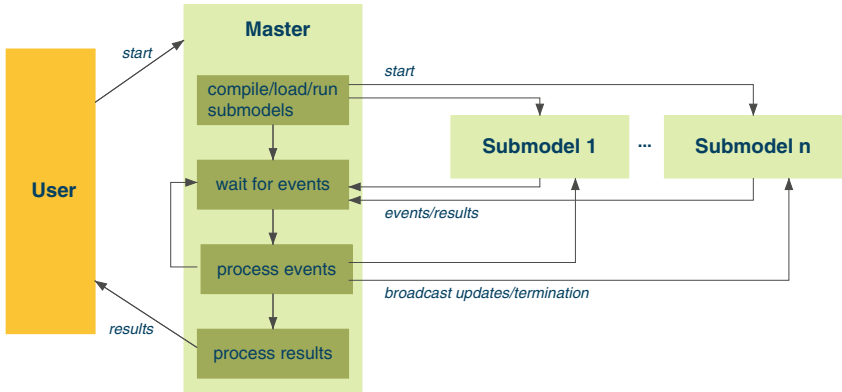 Master
start
start
compile/load/run
submodels
Submodel 1
...
Submodel n
User
wait for events
events/results
process events
broadcast updates/termination
results
process results